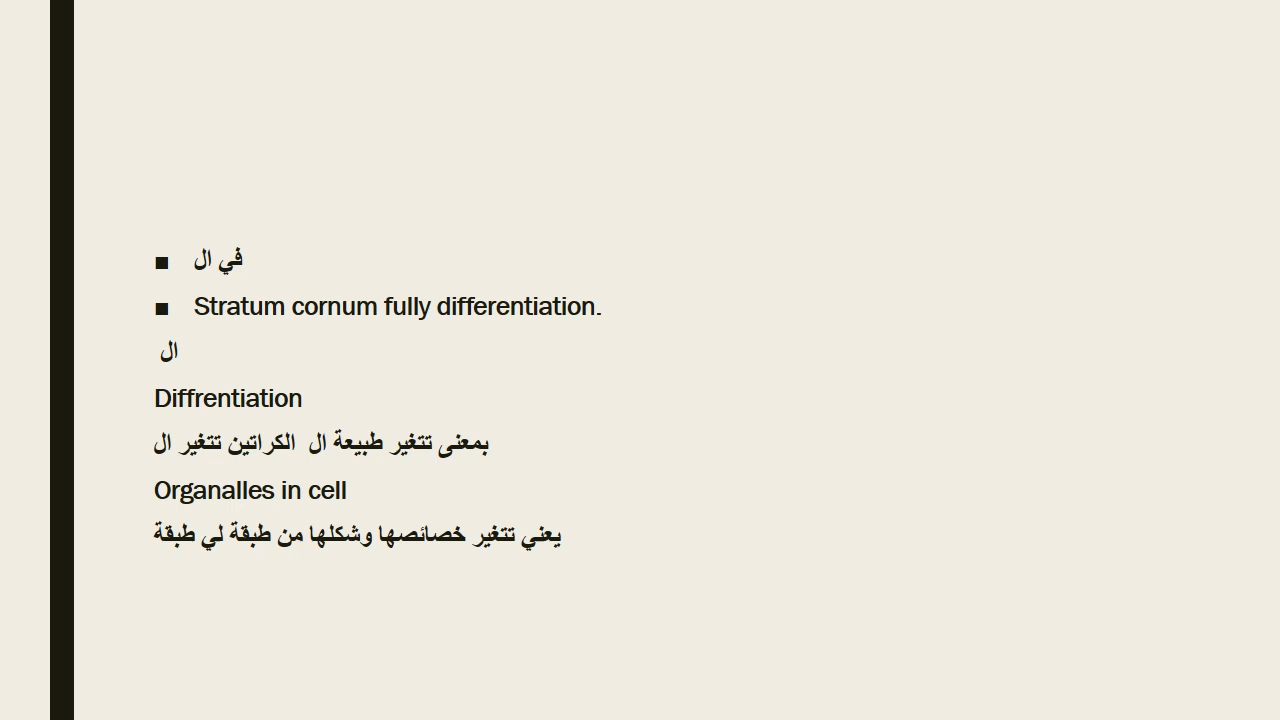 ■ في ال
■ Stratum cornum fully differentiation.
ال
Diffrentiation
بمعنى تتغير طبيعة ال الكراتين تتغير ال
Organalles in cell
يعني تتغير خصائصها وشكلها من طبقة لي طبقة